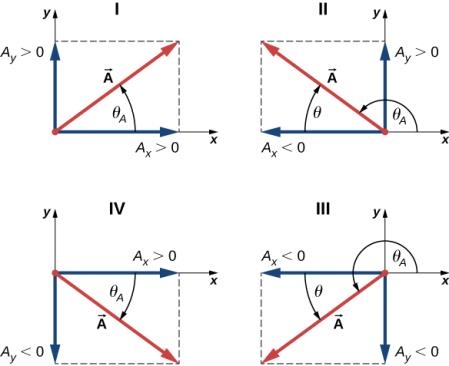 I
y
A_y > 0
A⃗
θ_A
A_x > 0
x
II
y
A_y > 0
A⃗
θ
θ_A
A_x < 0
x
IV
y
A_x > 0
x
θ_A
A⃗
A_y < 0
III
y
A_x < 0
θ_A
x
θ
A⃗
A_y < 0